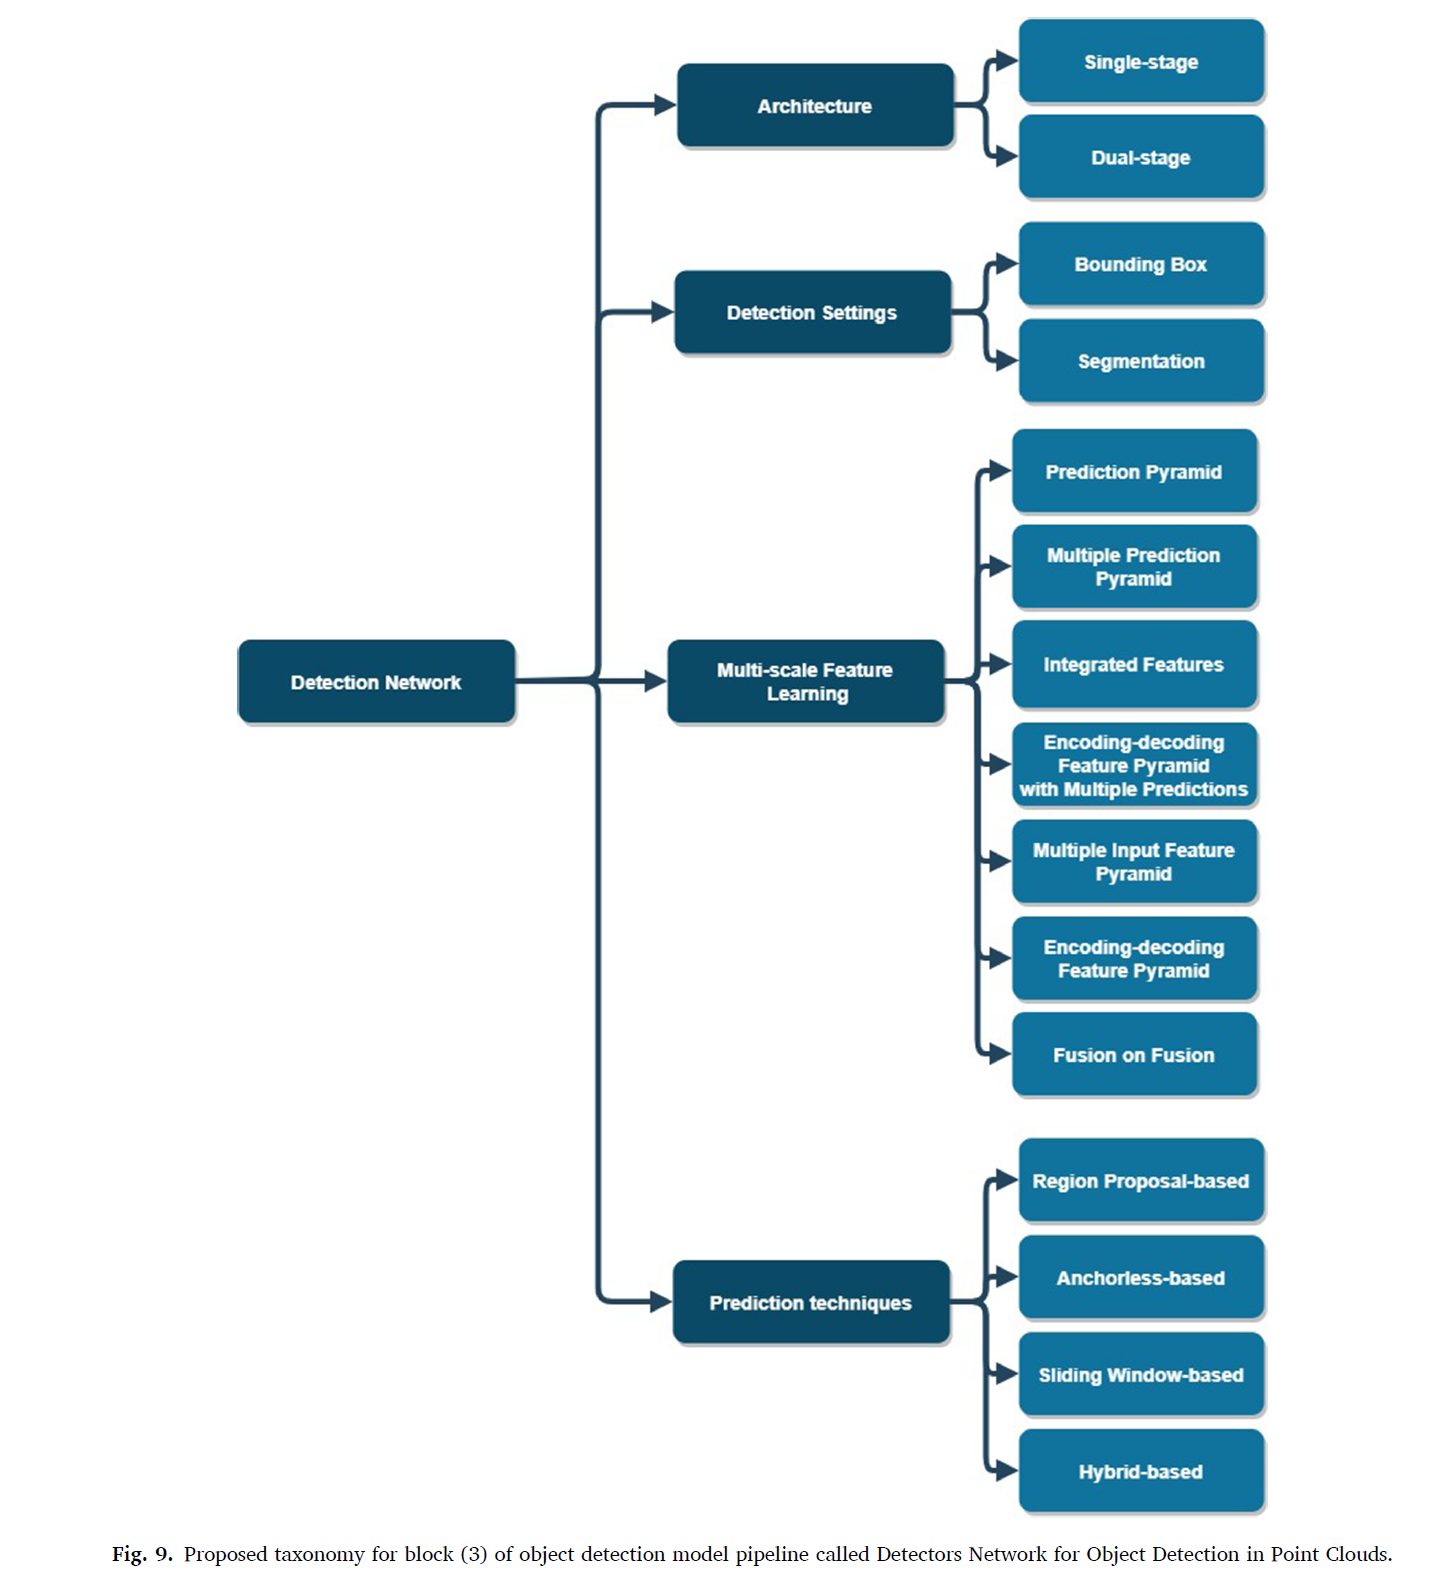 Single-stage
Architecture
Dual-stage
Bounding Box
Detection Settings
Segmentation
Prediction Pyramid
Multiple Prediction
Pyramid
Integrated Features
Detection Network
Multi-scale Feature
Learning
Encoding-decoding
Feature Pyramid
with Multiple Predictions
Multiple Input Feature
Pyramid
Encoding-decoding
Feature Pyramid
Fusion on Fusion
Region Proposal-based
Anchorless-based
Prediction techniques
Sliding Window-based
Hybrid-based
Fig. 9. Proposed taxonomy for block (3) of object detection model pipeline called Detectors Network for Object Detection in Point Clouds.